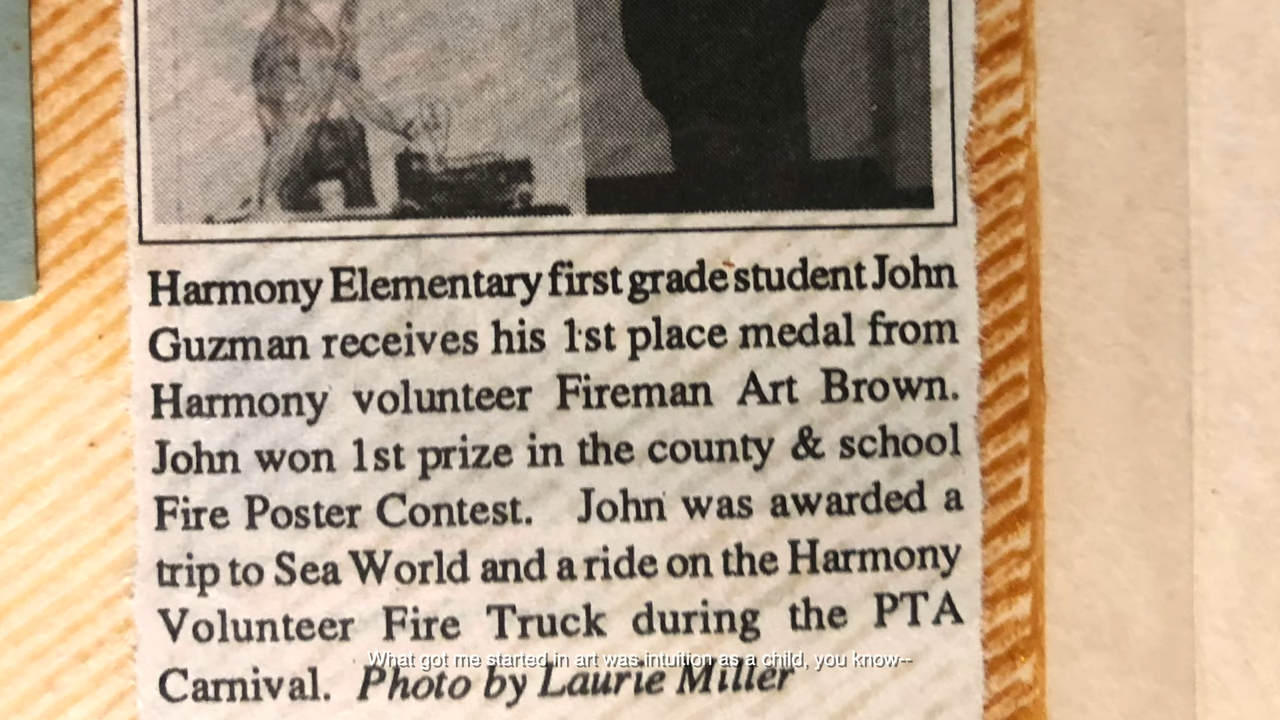 Harmony Elementary first grade student John
Guzman receives his 1st place medal from
Harmony volunteer Fireman Art Brown.
John won 1st prize in the county & school
Fire Poster Contest. John was awarded a
trip to Sea World and a ride on the Harmony
Volunteer Fire Truck during the PTA
What got me started in art was intuition as a child, you know--
Carnival. Photo by Laurie Miller